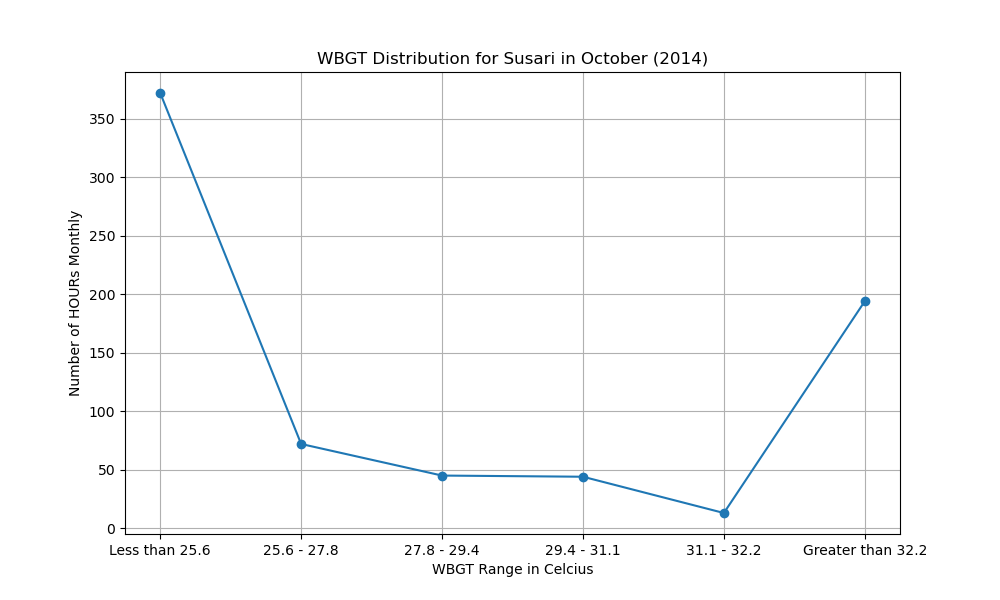 WBGT Distribution for Susari in October (2014)
Number of HOURs Monthly
350
300
250
200
150
100
50
0
Less than 25.6
25.6 - 27.8
27.8 - 29.4
29.4 - 31.1
31.1 - 32.2
Greater than 32.2
WBGT Range in Celcius